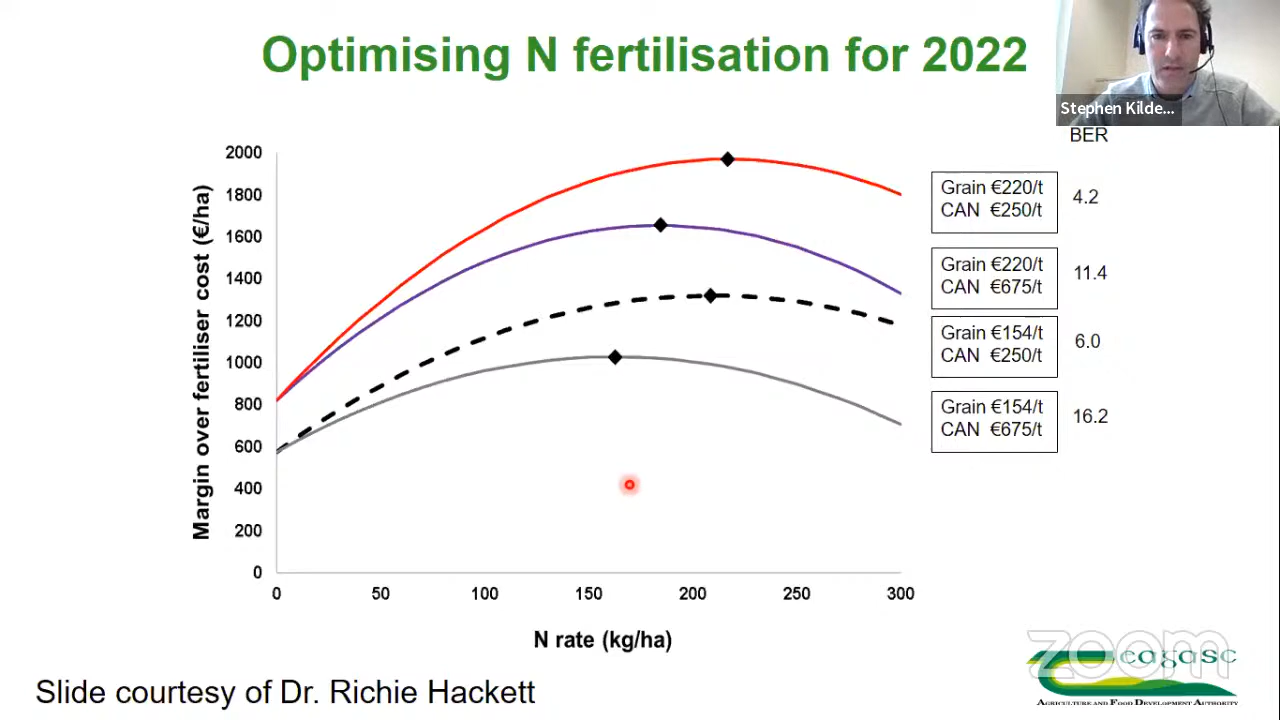 Optimising N fertilisation for 2022
Stephen Kilde...
BER
Margin over fertiliser cost (€/ha)
2000
1800
1600
1400
1200
1000
800
600
400
200
0
0 50 100 150 200 250 300
N rate (kg/ha)
Grain €220/t
CAN €250/t
4.2
Grain €220/t
CAN €675/t
11.4
Grain €154/t
CAN €250/t
6.0
Grain €154/t
CAN €675/t
16.2
Slide courtesy of Dr. Richie Hackett
zoom
eagasc
AGRICULTURE AND FOOD DEVELOPMENT AUTHORITY